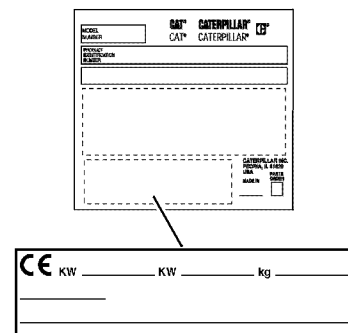 MODEL
NUMBER
CAT® CATERPILLAR®
CAT® CATERPILLAR®
PRODUCT
IDENTIFICATION
NUMBER
CATERPILLAR INC.
PEORIA, IL 61629
USA
MADE IN
PARTS
ORDER
CE KW KW kg